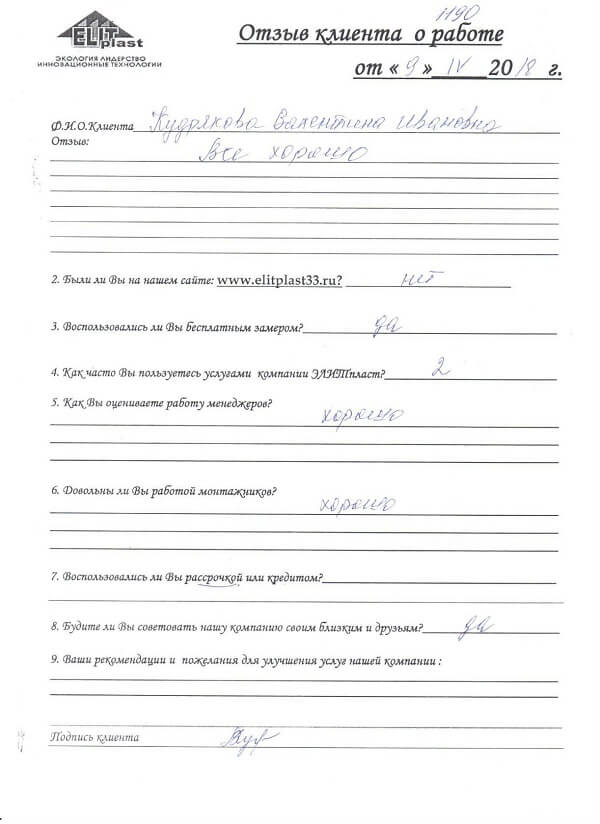 1190
ELIT
plast
ЭКОЛОГИЯ ЛИДЕРСТВО
ИННОВАЦИОННЫЕ ТЕХНОЛОГИИ
Отзыв клиента о работе
от « 9 » IV 2018 г.
Ф.И.О.Клиента Кудрякова Валентина Ивановна
Отзыв: Все хорошо
2. Были ли Вы на нашем сайте: www.elitplast33.ru? нет
3. Воспользовались ли Вы бесплатным замером? да
4. Как часто Вы пользуетесь услугами компании ЭЛИТпласт? 2
5. Как Вы оцениваете работу менеджеров?
хорошо
6. Довольны ли Вы работой монтажников?
хорошо
7. Воспользовались ли Вы рассрочкой или кредитом?
8. Будите ли Вы советовать нашу компанию своим близким и друзьям? да
9. Ваши рекомендации и пожелания для улучшения услуг нашей компании :
Подпись клиента Куд